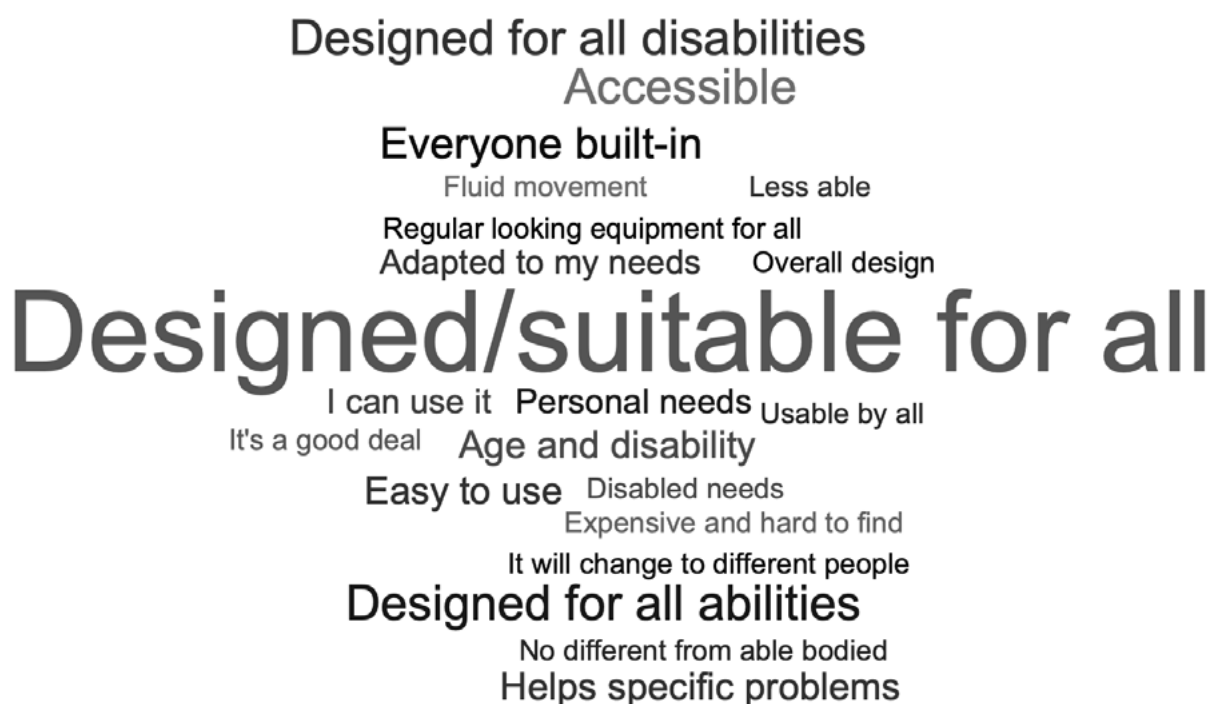 Designed for all disabilities
Accessible
Everyone built-in
Fluid movement Less able
Regular looking equipment for all
Adapted to my needs Overall design
Designed/suitable for all
I can use it Personal needs Usable by all
It's a good deal Age and disability
Easy to use Disabled needs
Expensive and hard to find
It will change to different people
Designed for all abilities
No different from able bodied
Helps specific problems